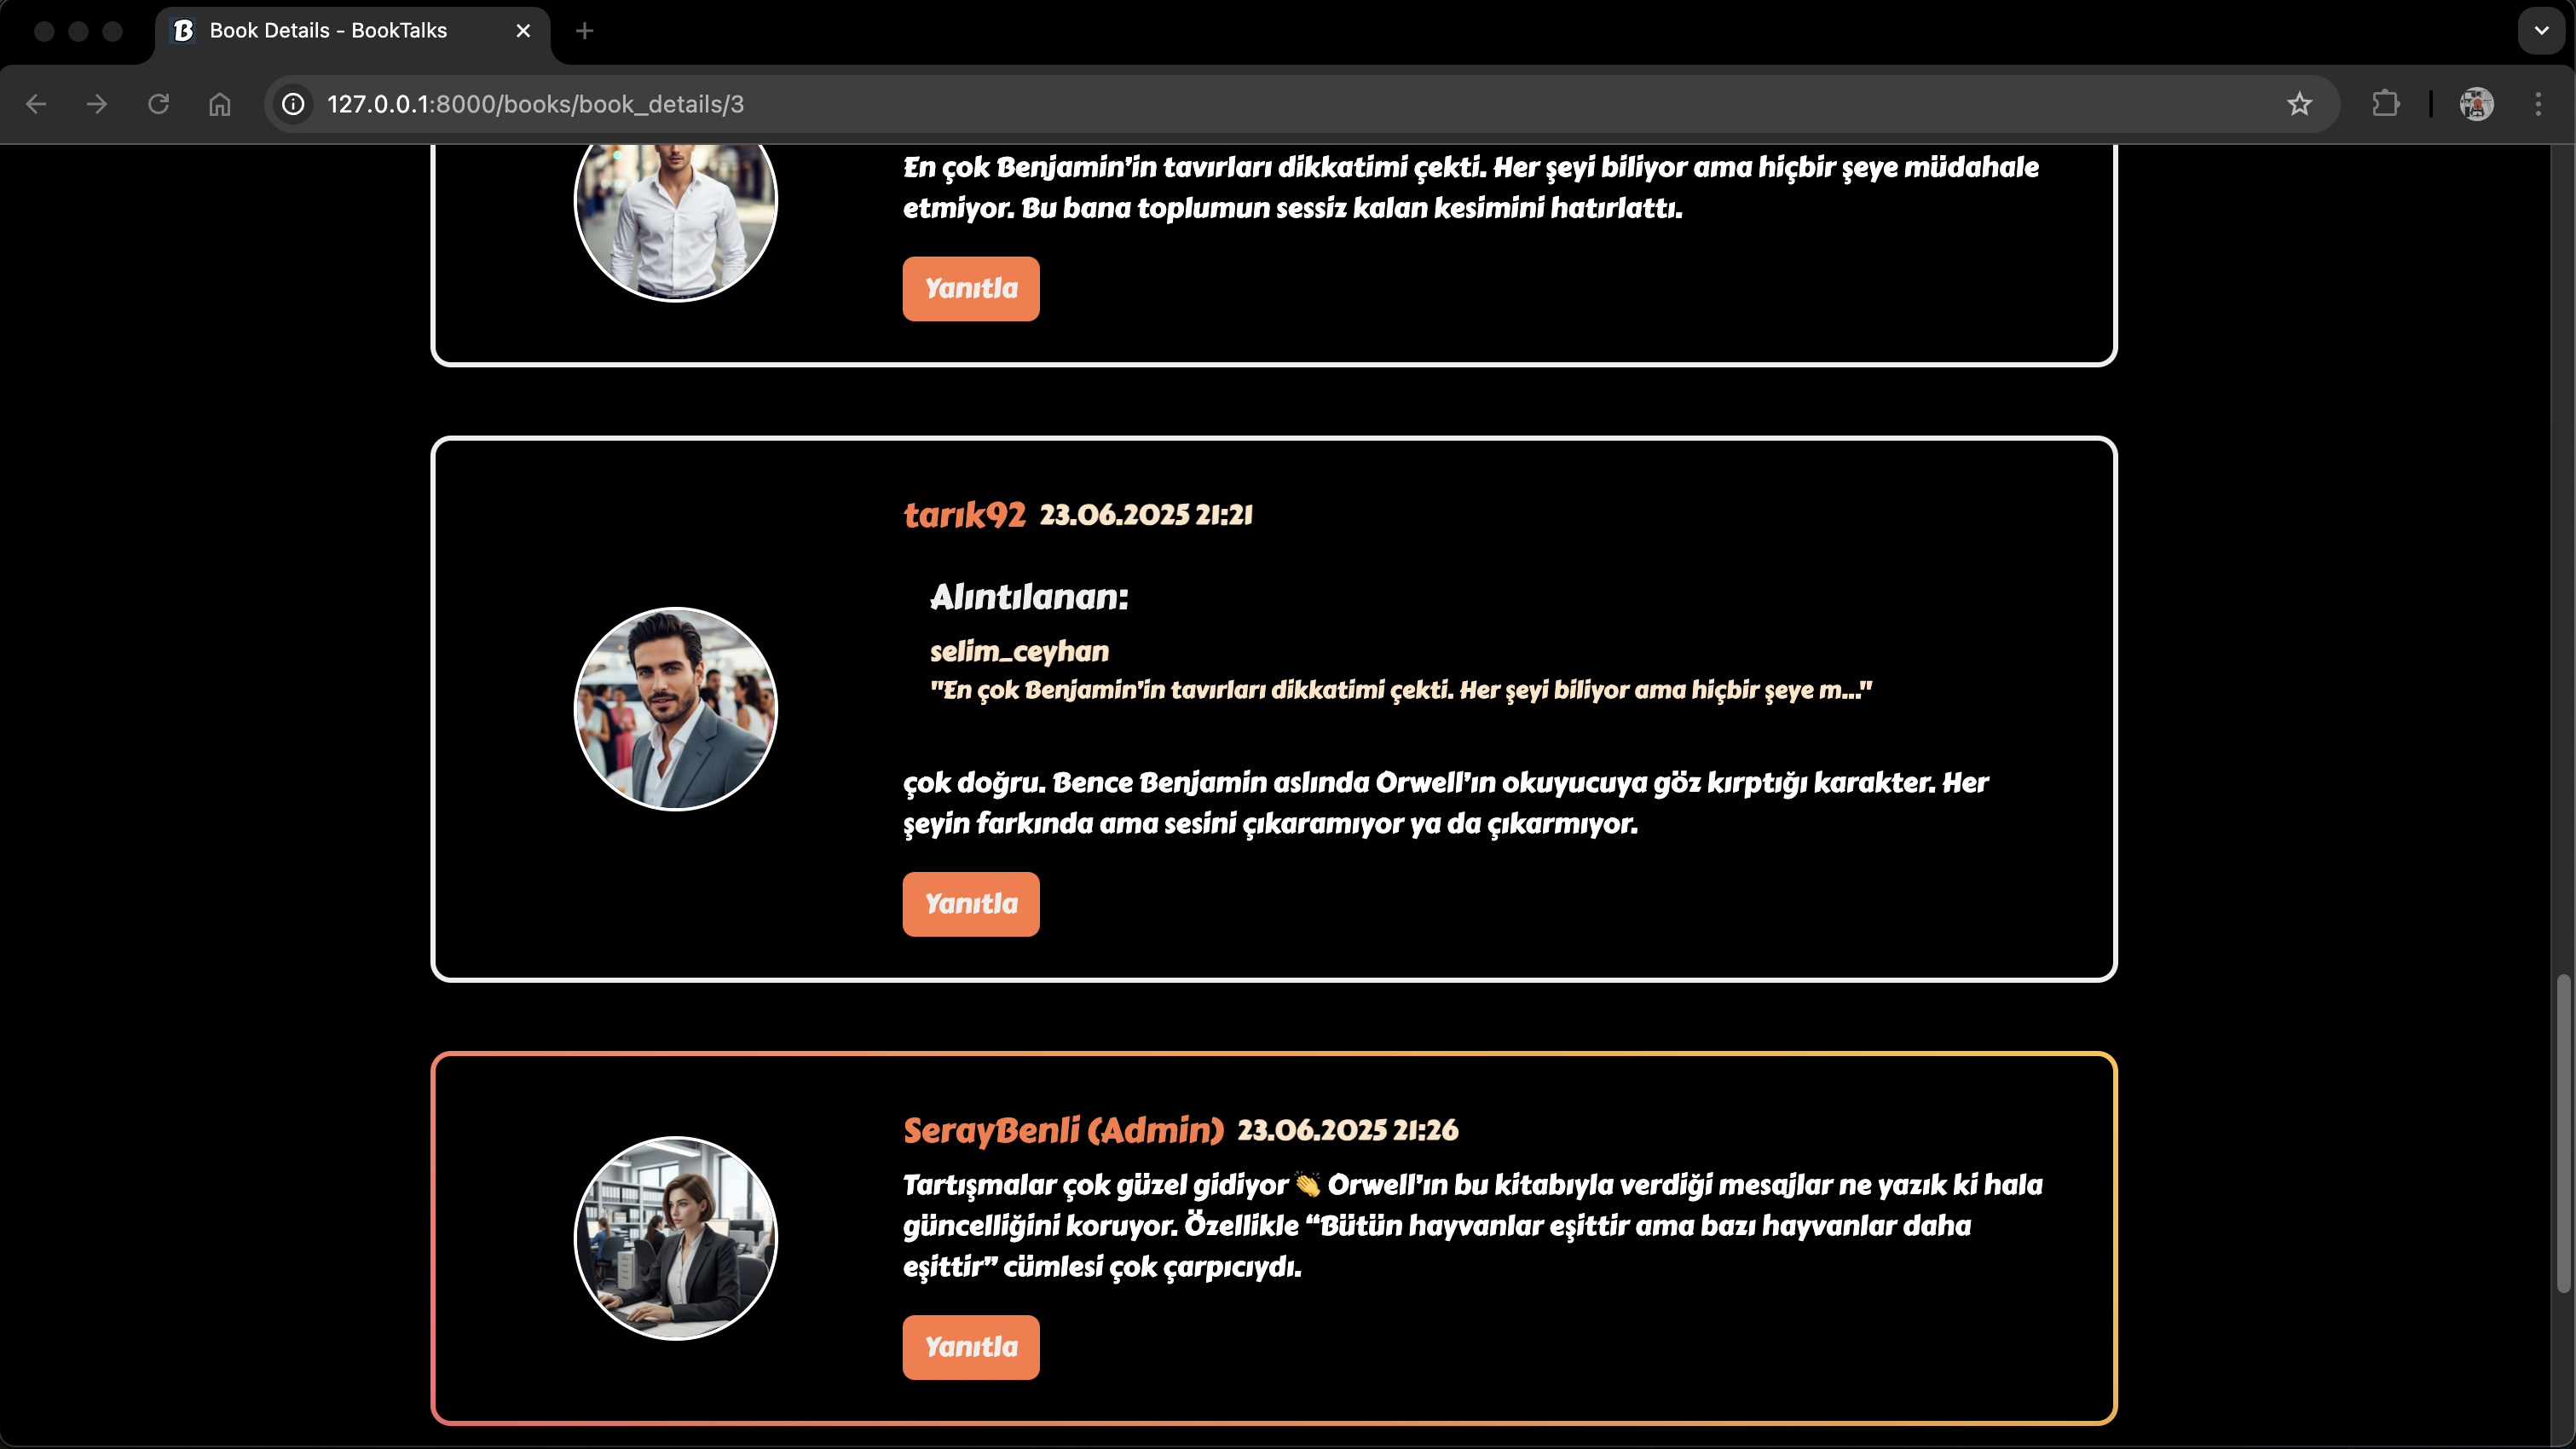 Book Details - BookTalks
127.0.0.1:8000/books/book_details/3
En çok Benjamin’in tavırları dikkatimi çekti. Her şeyi biliyor ama hiçbir şeye müdahale
etmiyor. Bu bana toplumun sessiz kalan kesimini hatırlattı.
Yanıtla
tarık92 23.06.2025 21:21
Alıntılanan:
selim_ceyhan
"En çok Benjamin’in tavırları dikkatimi çekti. Her şeyi biliyor ama hiçbir şeye m..."
çok doğru. Bence Benjamin aslında Orwell’ın okuyucuya göz kırptığı karakter. Her
şeyin farkında ama sesini çıkaramıyor ya da çıkarmıyor.
Yanıtla
SerayBenli (Admin) 23.06.2025 21:26
Tartışmalar çok güzel gidiyor 👏 Orwell’ın bu kitabıyla verdiği mesajlar ne yazık ki hala
güncelliğini koruyor. Özellikle “Bütün hayvanlar eşittir ama bazı hayvanlar daha
eşittir” cümlesi çok çarpıcıydı.
Yanıtla